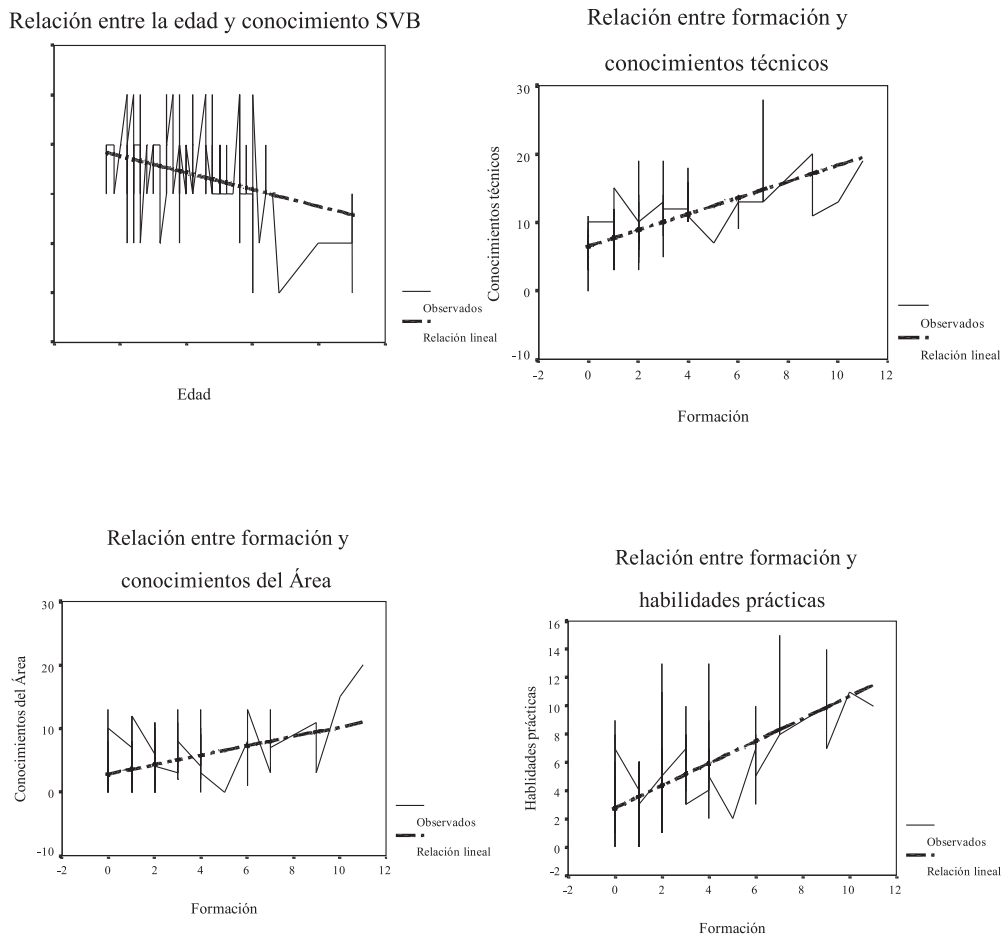 Relación entre la edad y conocimiento SVB
Observados
Relación lineal
Edad
Relación entre formación y
conocimientos técnicos
Conocimientos técnicos
30
20
10
0
-10
-2 0 2 4 6 8 10 12
Observados
Relación lineal
Formación
Relación entre formación y
conocimientos del Área
Conocimientos del Área
30
20
10
0
-10
-2 0 2 4 6 8 10 12
Observados
Relación lineal
Formación
Relación entre formación y
habilidades prácticas
Hablidades prácticas
16
14
12
10
8
6
4
2
0
-2
-2 0 2 4 6 8 10 12
Observados
Relación lineal
Formación